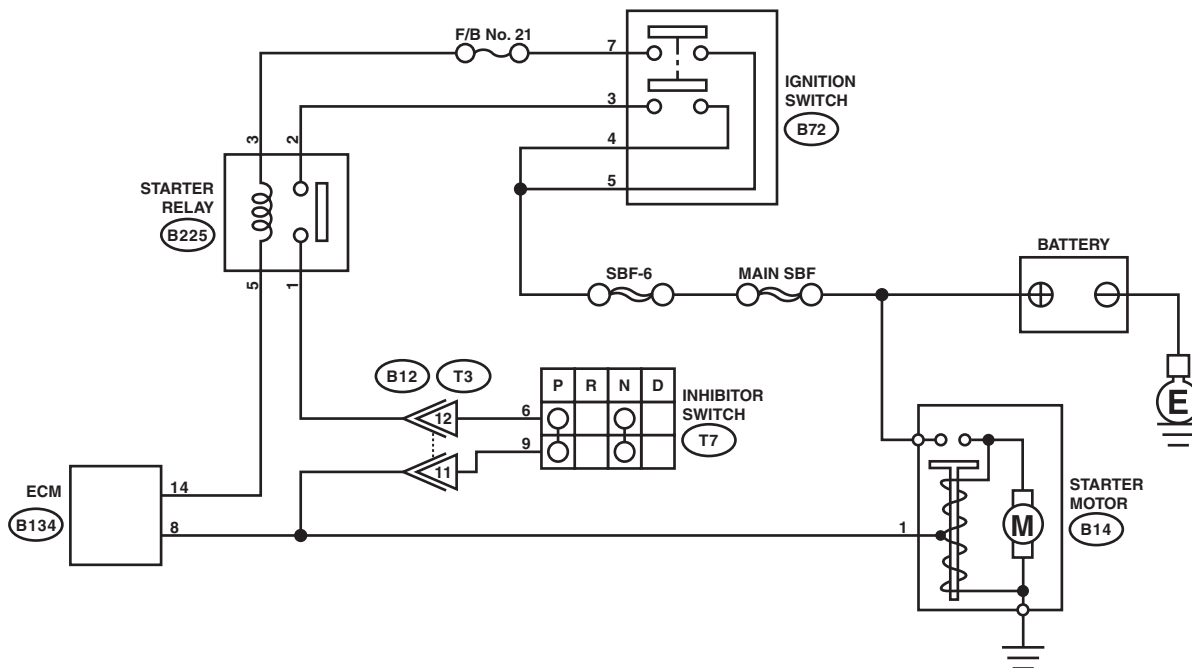 F/B No. 21
7
IGNITION
SWITCH
B72
3
4
5
3
2
STARTER
RELAY
B225
5
1
SBF-6
MAIN SBF
BATTERY
E
B12
T3
P R N D
INHIBITOR
SWITCH
T7
12
6
11
9
ECM
B134
14
8
1
M
STARTER
MOTOR
B14